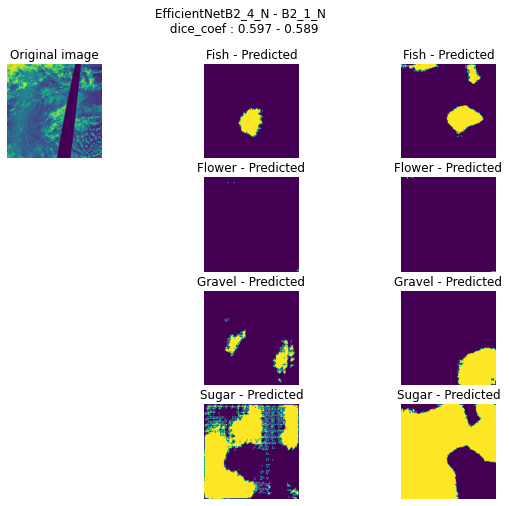 EfficientNetB2_4_N - B2_1_N
dice_coef : 0.597 - 0.589
Original image
Fish - Predicted
Fish - Predicted
Flower - Predicted
Flower - Predicted
Gravel - Predicted
Gravel - Predicted
Sugar - Predicted
Sugar - Predicted